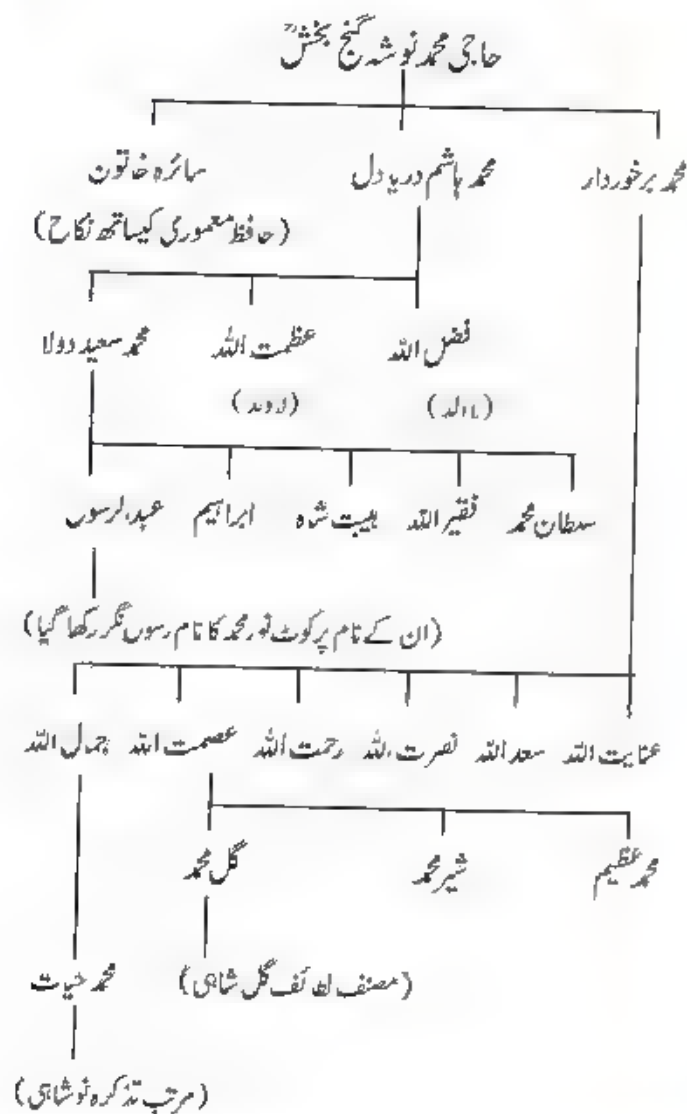 حاجی محمد نوشہ گنج بخشؒ
محمد برخوردار محمد ہاشم دریا دل سائرہ خاتون
(حافظ معموری کیساتھ نکاح)
فضل اللہ عظمت اللہ محمد سعید دولا
(لاولد) (لاولد)
سلطان محمد فقیر اللہ ہیبت شاہ ابراہیم عبدالرسول
(ان کے نام پر کوٹ نور محمد کا نام رسول نگر رکھا گیا)
عنایت اللہ سعد اللہ نصرت اللہ رحمت اللہ عصمت اللہ جمال اللہ
محمد عظیم شیر محمد گل محمد
محمد حیات (مصنف لطائف گل شاہی)
(مرتب تذکرہ نوشاہی)